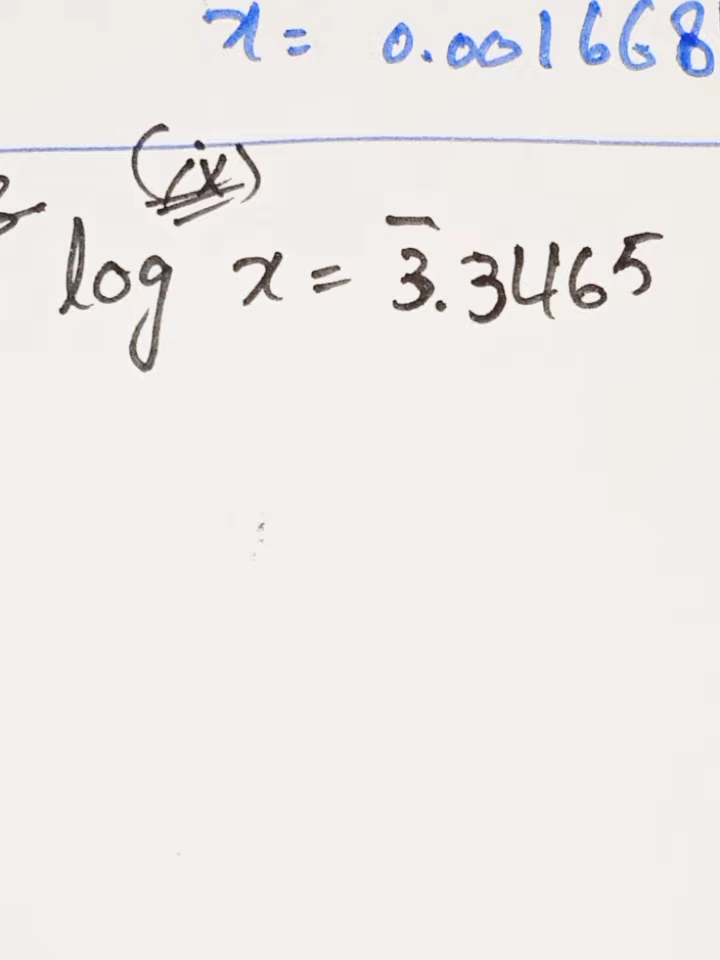 x = 0.001668
(ix)
log x = 3̅.3465